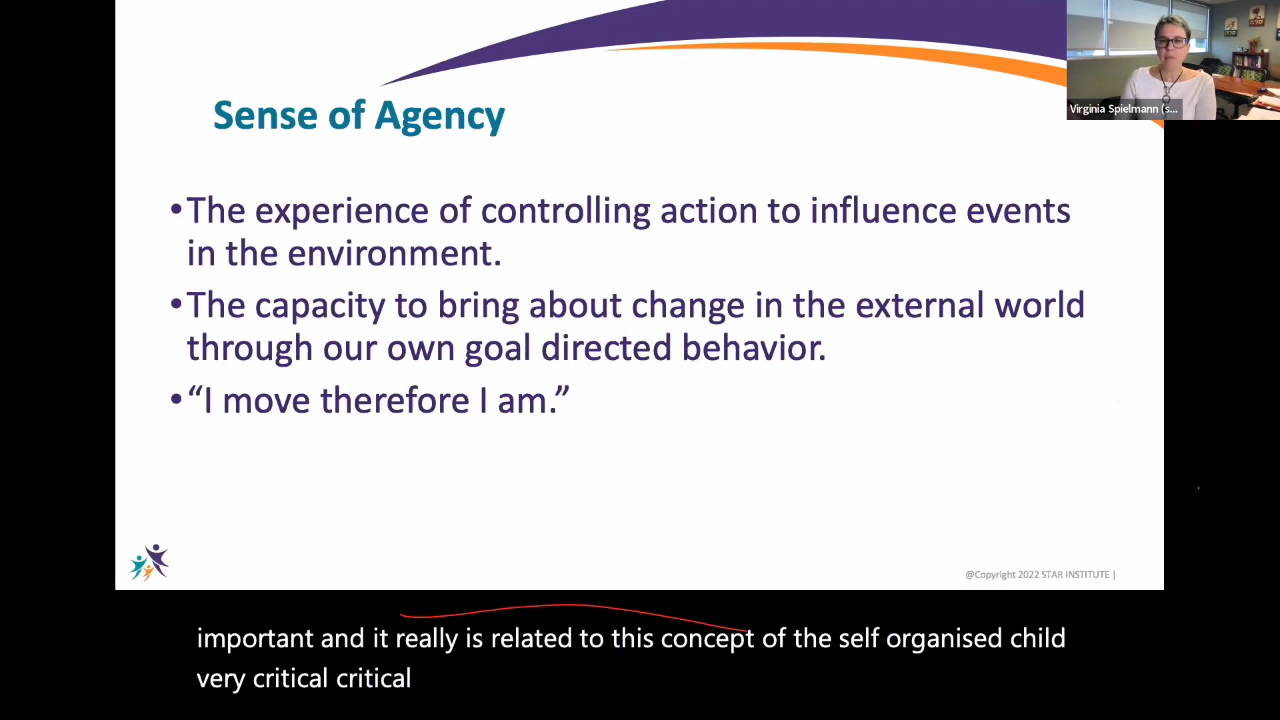 Virginia Spielmann (s...
Sense of Agency
•The experience of controlling action to influence events
in the environment.
•The capacity to bring about change in the external world
through our own goal directed behavior.
•“I move therefore I am.”
@Copyright 2022 STAR INSTITUTE |
important and it really is related to this concept of the self organised child
very critical critical